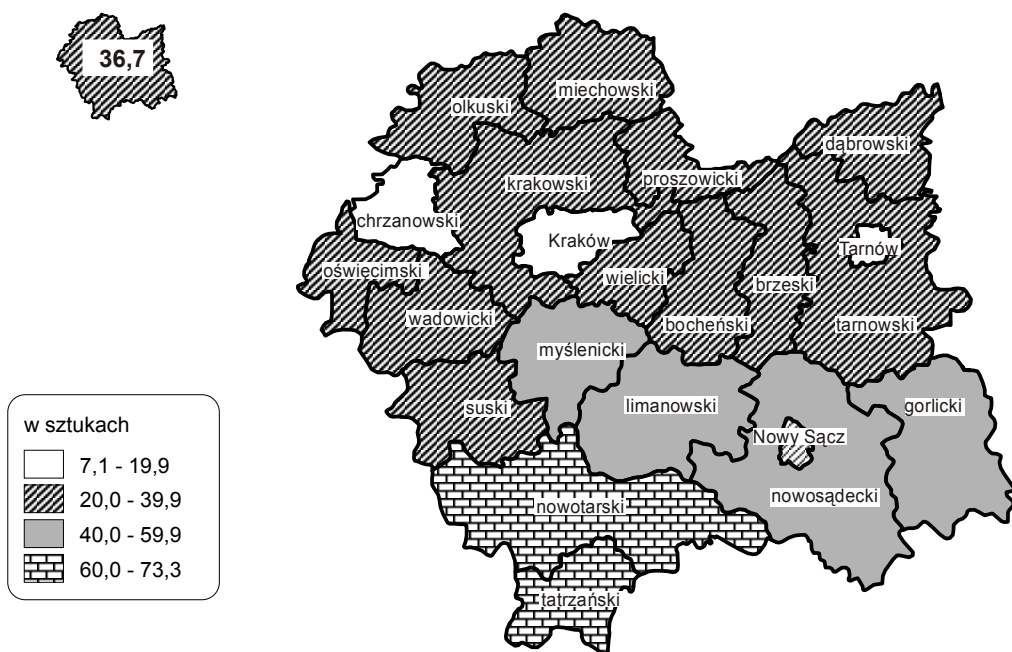 36,7
olkuski
miechowski
dąbrowski
krakowski
proszowicki
chrzanowski
Kraków
Tarnów
oświęcimski
wielicki
brzeski
wadowicki
bocheński
tarnowski
myślenicki
suski
limanowski
gorlicki
Nowy Sącz
nowosądecki
nowotarski
tatrzański
w sztukach
7,1 - 19,9
20,0 - 39,9
40,0 - 59,9
60,0 - 73,3